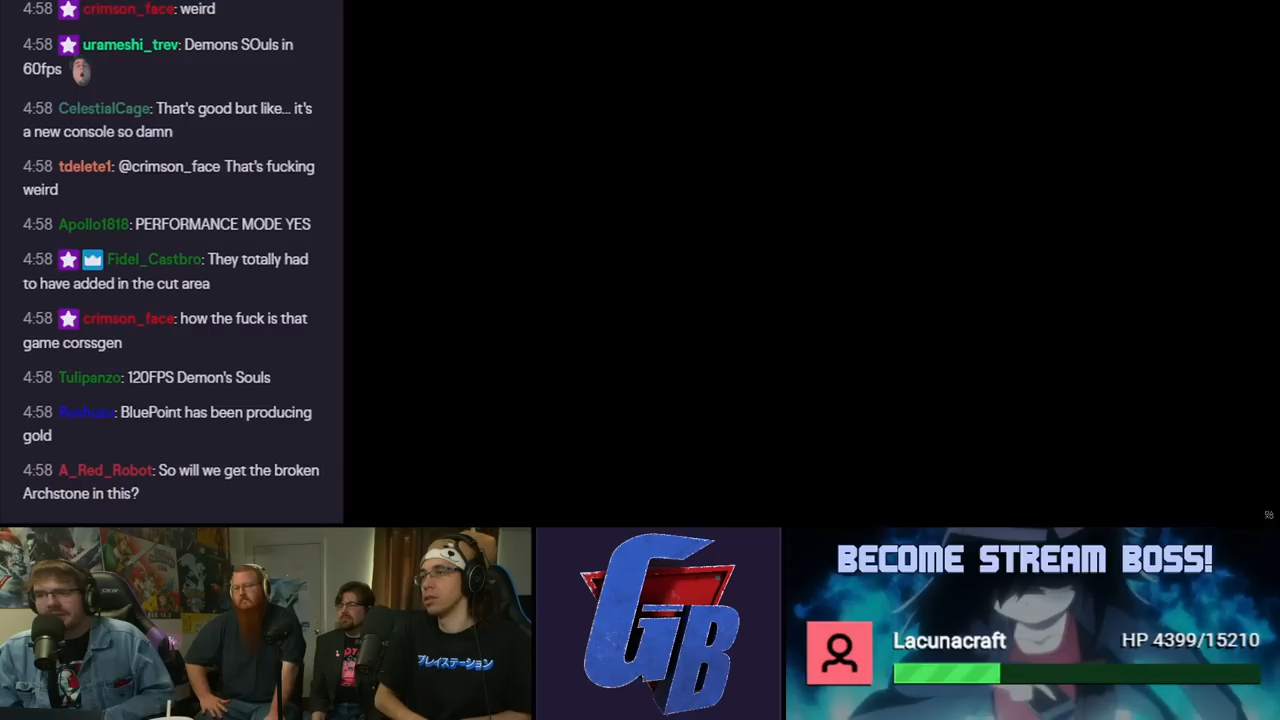 4:58 crimson_face: weird
4:58 urameshi_trev: Demons SOuls in
60fps
4:58 CelestialCage: That's good but like... it's
a new console so damn
4:58 tdelete1: @crimson_face That's fucking
weird
4:58 Apollo1818: PERFORMANCE MODE YES
4:58 Fidel_Castbro: They totally had
to have added in the cut area
4:58 crimson_face: how the fuck is that
game corssgen
4:58 Tulipanzo: 120FPS Demon's Souls
4:58 : BluePoint has been producing
gold
4:58 A_Red_Robot: So will we get the broken
Archstone in this?
プレイステーション
GB
BECOME STREAM BOSS!
Lacunacraft HP 4399/15210